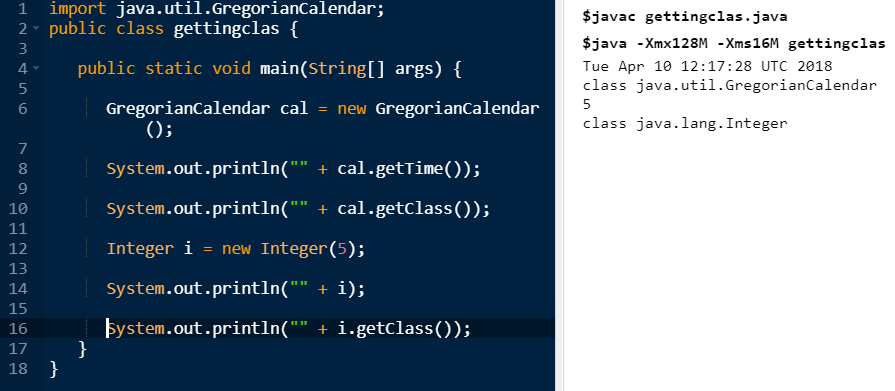 1 import java.util.GregorianCalendar;
2 public class gettingclas {
3
4 public static void main(String[] args) {
5
6 GregorianCalendar cal = new GregorianCalendar
();
7
8 System.out.println("" + cal.getTime());
9
10 System.out.println("" + cal.getClass());
11
12 Integer i = new Integer(5);
13
14 System.out.println("" + i);
15
16 System.out.println("" + i.getClass());
17 }
18 }
$javac gettingclas.java
$java -Xmx128M -Xms16M gettingclas
Tue Apr 10 12:17:28 UTC 2018
class java.util.GregorianCalendar
5
class java.lang.Integer